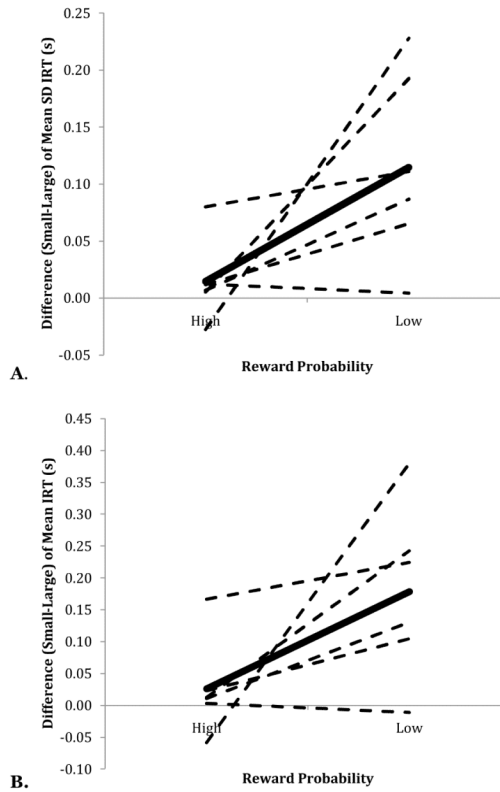 Difference (Small-Large) of Mean SD IRT (s)
0.25
0.20
0.15
0.10
0.05
0.00
-0.05
High
Low
Reward Probability
A.
Difference (Small-Large) of Mean IRT (s)
0.45
0.40
0.35
0.30
0.25
0.20
0.15
0.10
0.05
0.00
-0.05
-0.10
High
Low
Reward Probability
B.